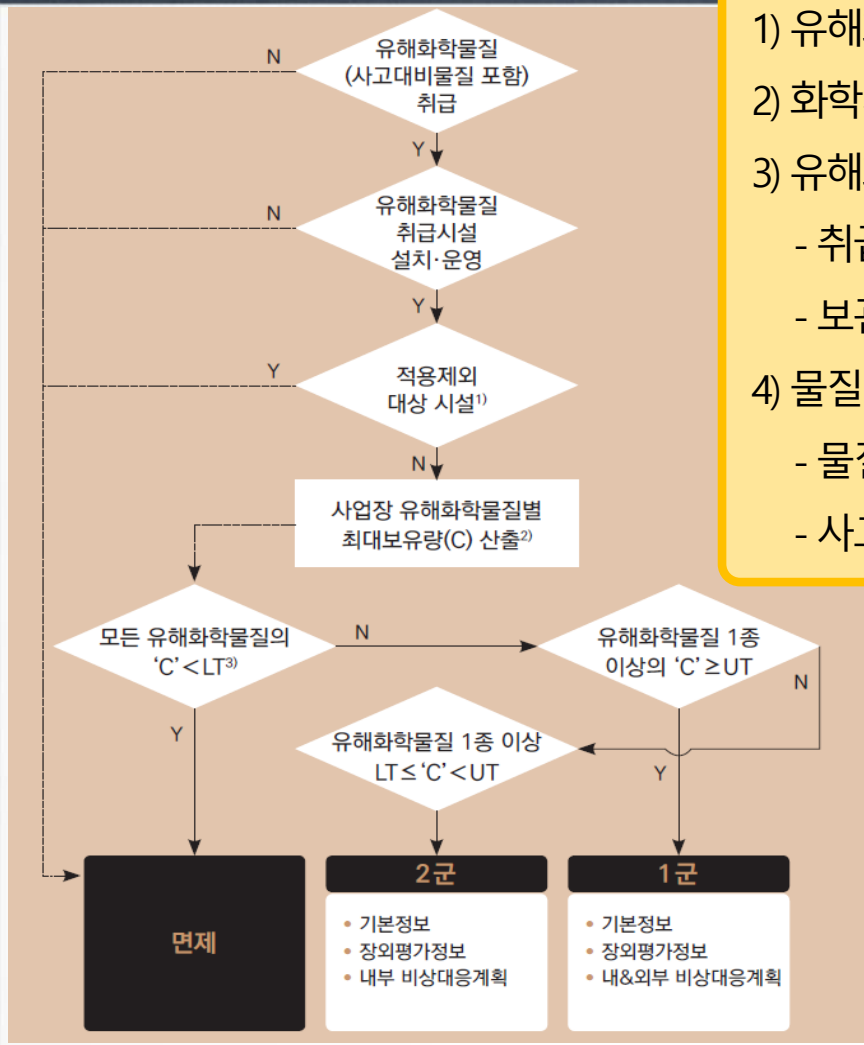 N
유해화학물질
(사고대비물질 포함)
취급
Y
N
유해화학물질
취급시설
설치·운영
Y
Y
적용제외
대상 시설1)
N
사업장 유해화학물질별
최대보유량(C) 산출2)
모든 유해화학물질의
‘C’<LT3)
N
유해화학물질 1종
이상의 ‘C’≥UT
N
Y
유해화학물질 1종 이상
LT≤‘C’<UT
Y
면제
2군
• 기본정보
• 장외평가정보
• 내부 비상대응계획
1군
• 기본정보
• 장외평가정보
• 내&외부 비상대응계획
1) 유해
2) 화학
3) 유해
-
- 보
4) 물질
-
- 사